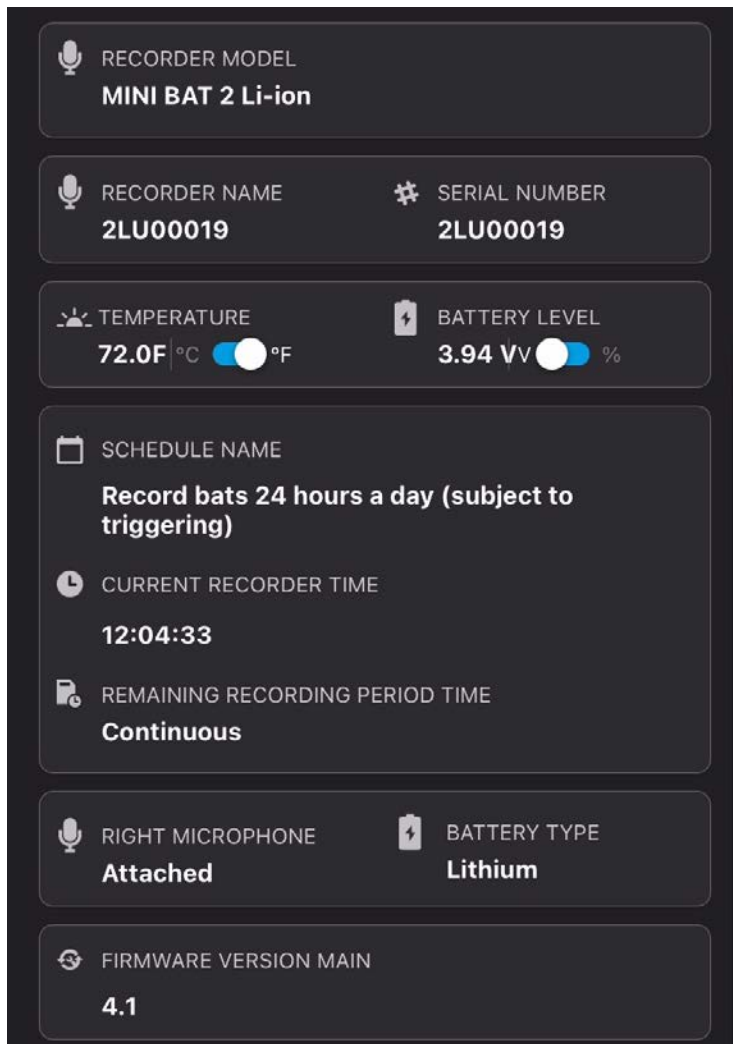 RECORDER MODEL
MINI BAT 2 Li-ion
RECORDER NAME
2LU00019
SERIAL NUMBER
2LU00019
TEMPERATURE
72.0F °C °F
BATTERY LEVEL
3.94 V V %
SCHEDULE NAME
Record bats 24 hours a day (subject to
triggering)
CURRENT RECORDER TIME
12:04:33
REMAINING RECORDING PERIOD TIME
Continuous
RIGHT MICROPHONE
Attached
BATTERY TYPE
Lithium
FIRMWARE VERSION MAIN
4.1